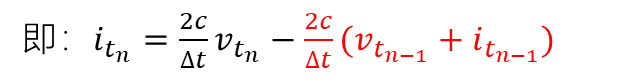 即：$i_{t_n} = \frac{2c}{\Delta t} v_{t_n} - \frac{2c}{\Delta t} (v_{t_{n-1}} + i_{t_{n-1}})$